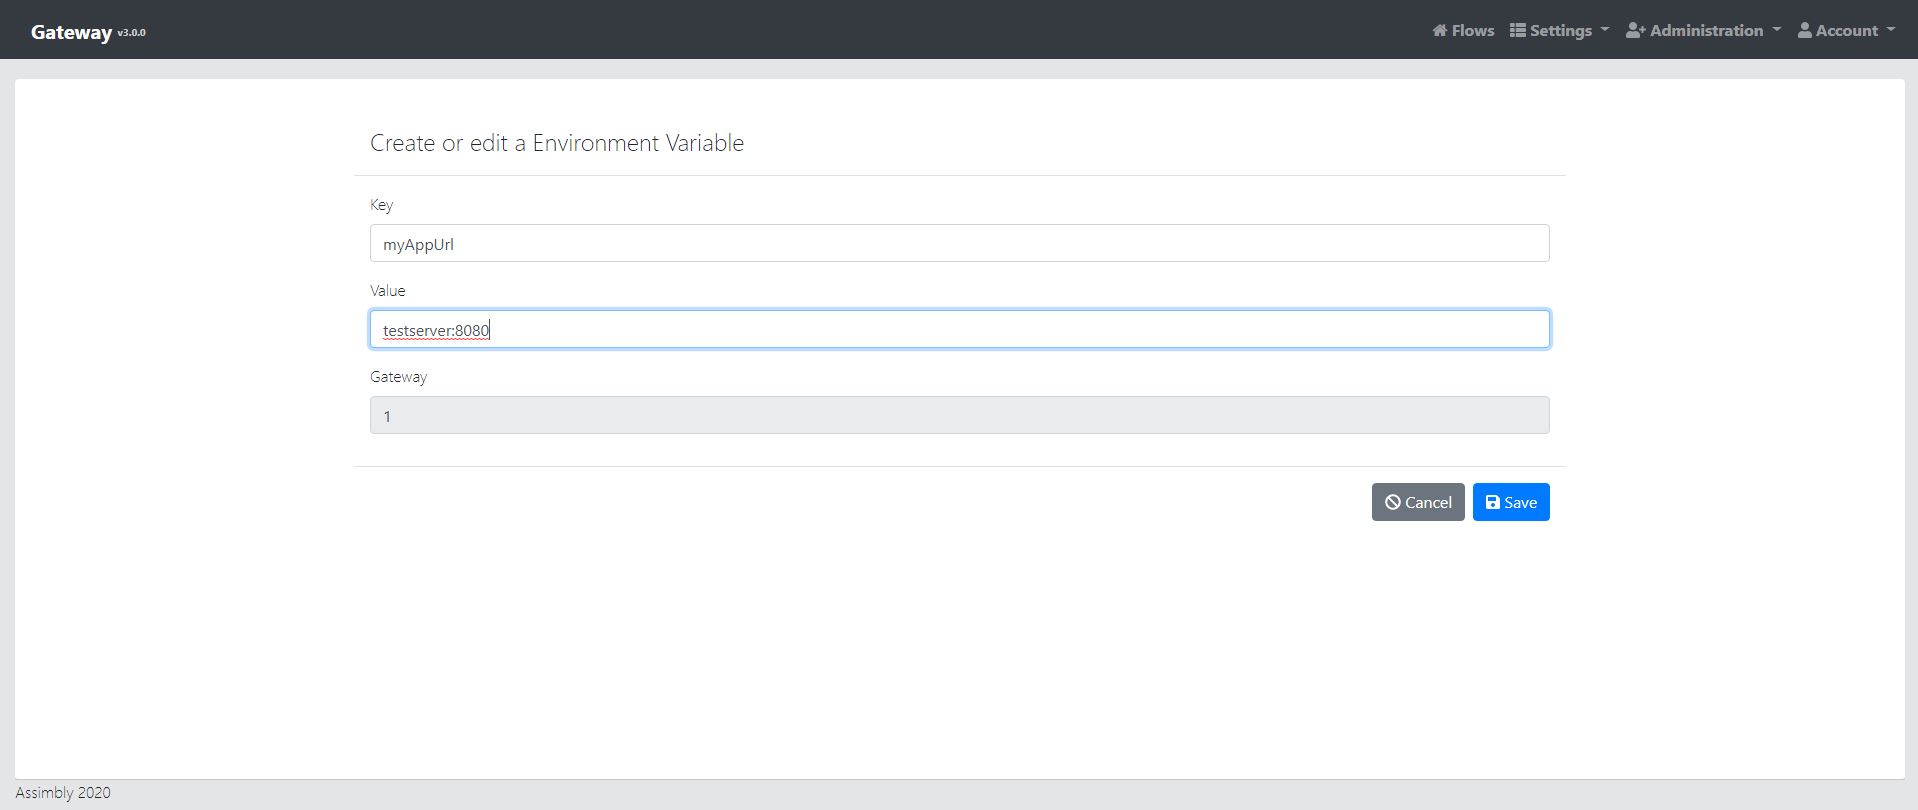 Gateway v3.0.0
Flows Settings Administration Account
Create or edit a Environment Variable
Key
myAppUrl
Value
testserver:8080
Gateway
1
Cancel Save
Assimbly 2020